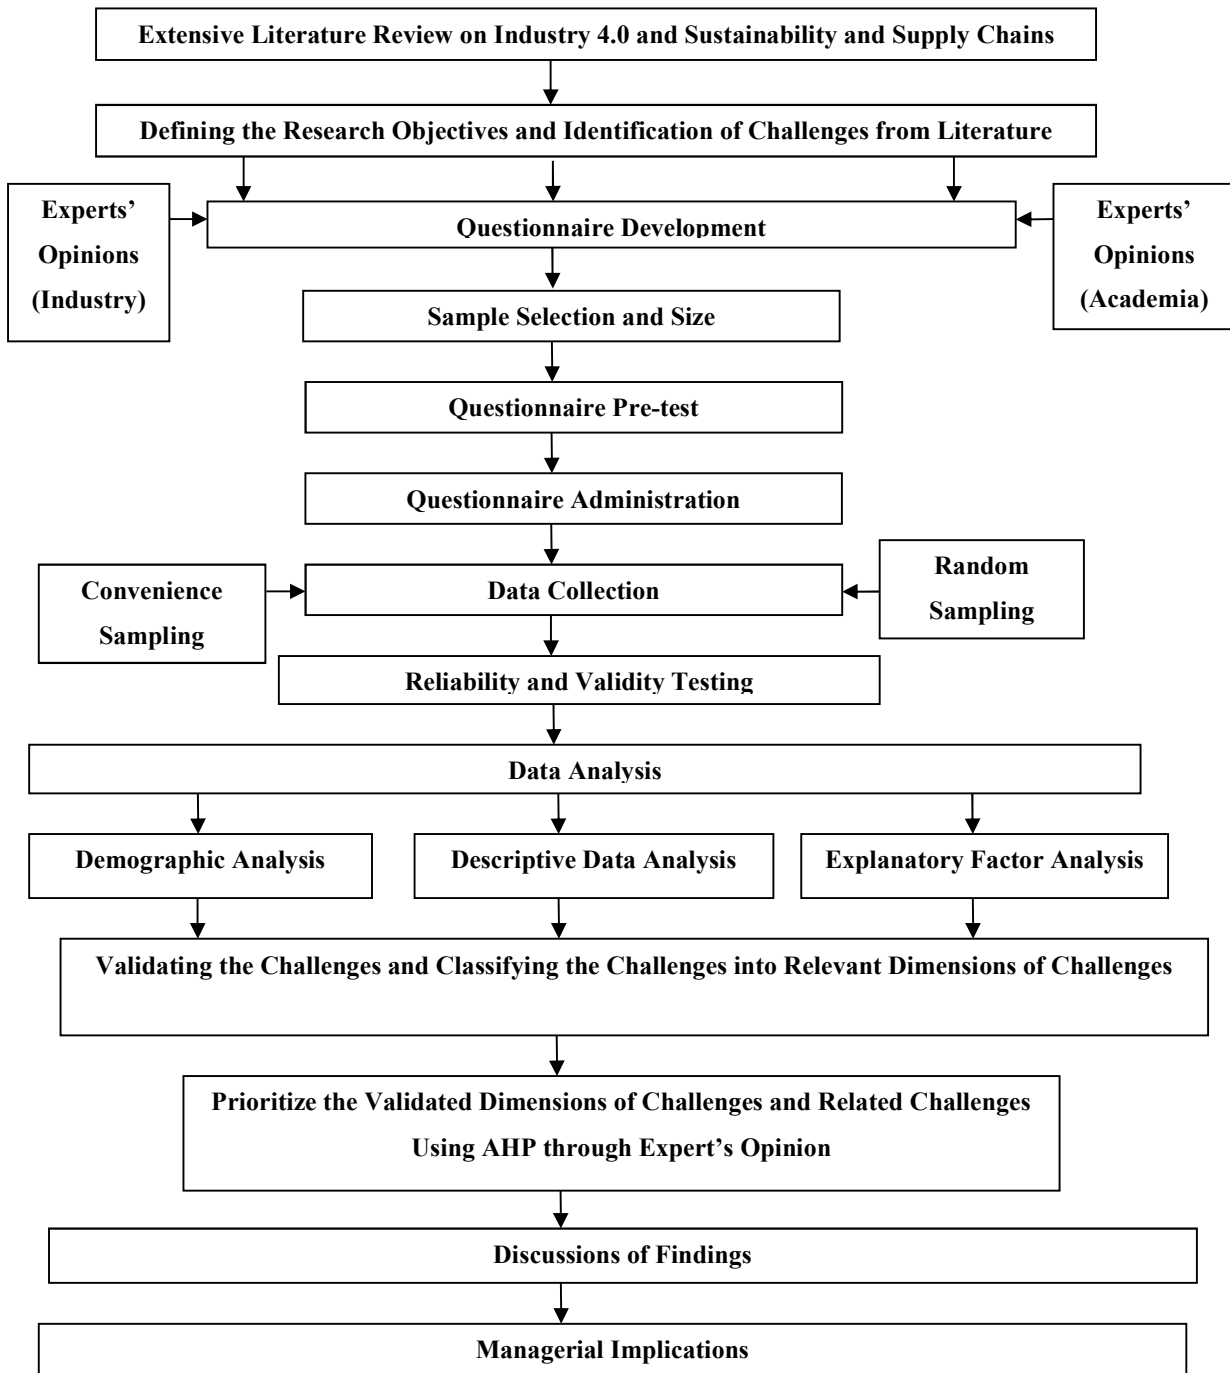 Extensive Literature Review on Industry 4.0 and Sustainability and Supply Chains
Defining the Research Objectives and Identification of Challenges from Literature
Experts’
Opinions
(Industry)
Questionnaire Development
Experts’
Opinions
(Academia)
Sample Selection and Size
Questionnaire Pre-test
Questionnaire Administration
Convenience
Sampling
Data Collection
Random
Sampling
Reliability and Validity Testing
Data Analysis
Demographic Analysis
Descriptive Data Analysis
Explanatory Factor Analysis
Validating the Challenges and Classifying the Challenges into Relevant Dimensions of Challenges
Prioritize the Validated Dimensions of Challenges and Related Challenges
Using AHP through Expert’s Opinion
Discussions of Findings
Managerial Implications